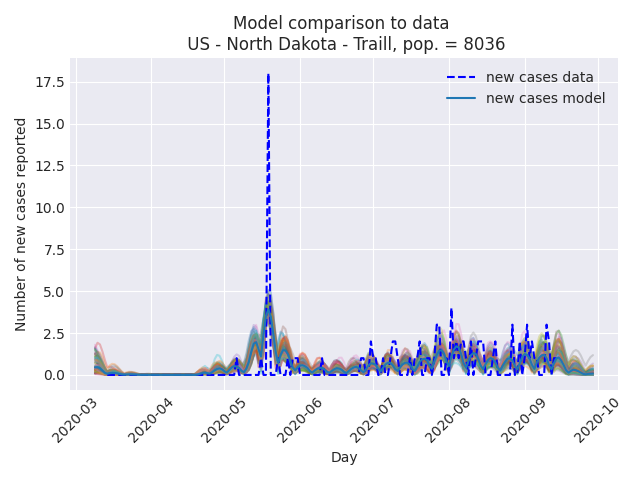 Model comparison to data
US - North Dakota - Traill, pop. = 8036
new cases data
new cases model
Number of new cases reported
17.5
15.0
12.5
10.0
7.5
5.0
2.5
0.0
2020-03
2020-04
2020-05
2020-06
2020-07
2020-08
2020-09
2020-10
Day